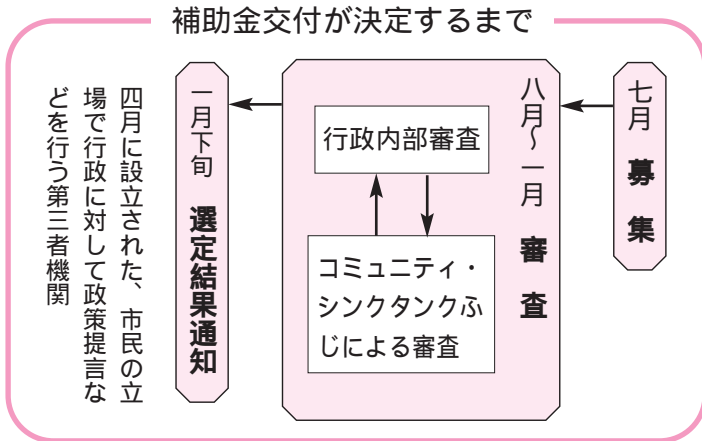 補助金交付が決定するまで
七月 募集
八月〜一月 審査
行政内部審査
コミュニティ・
シンクタンクふ
じによる審査
一月下旬 選定結果通知
四月に設立された、市民の立
場で行政に対して政策提言な
どを行う第三者機関